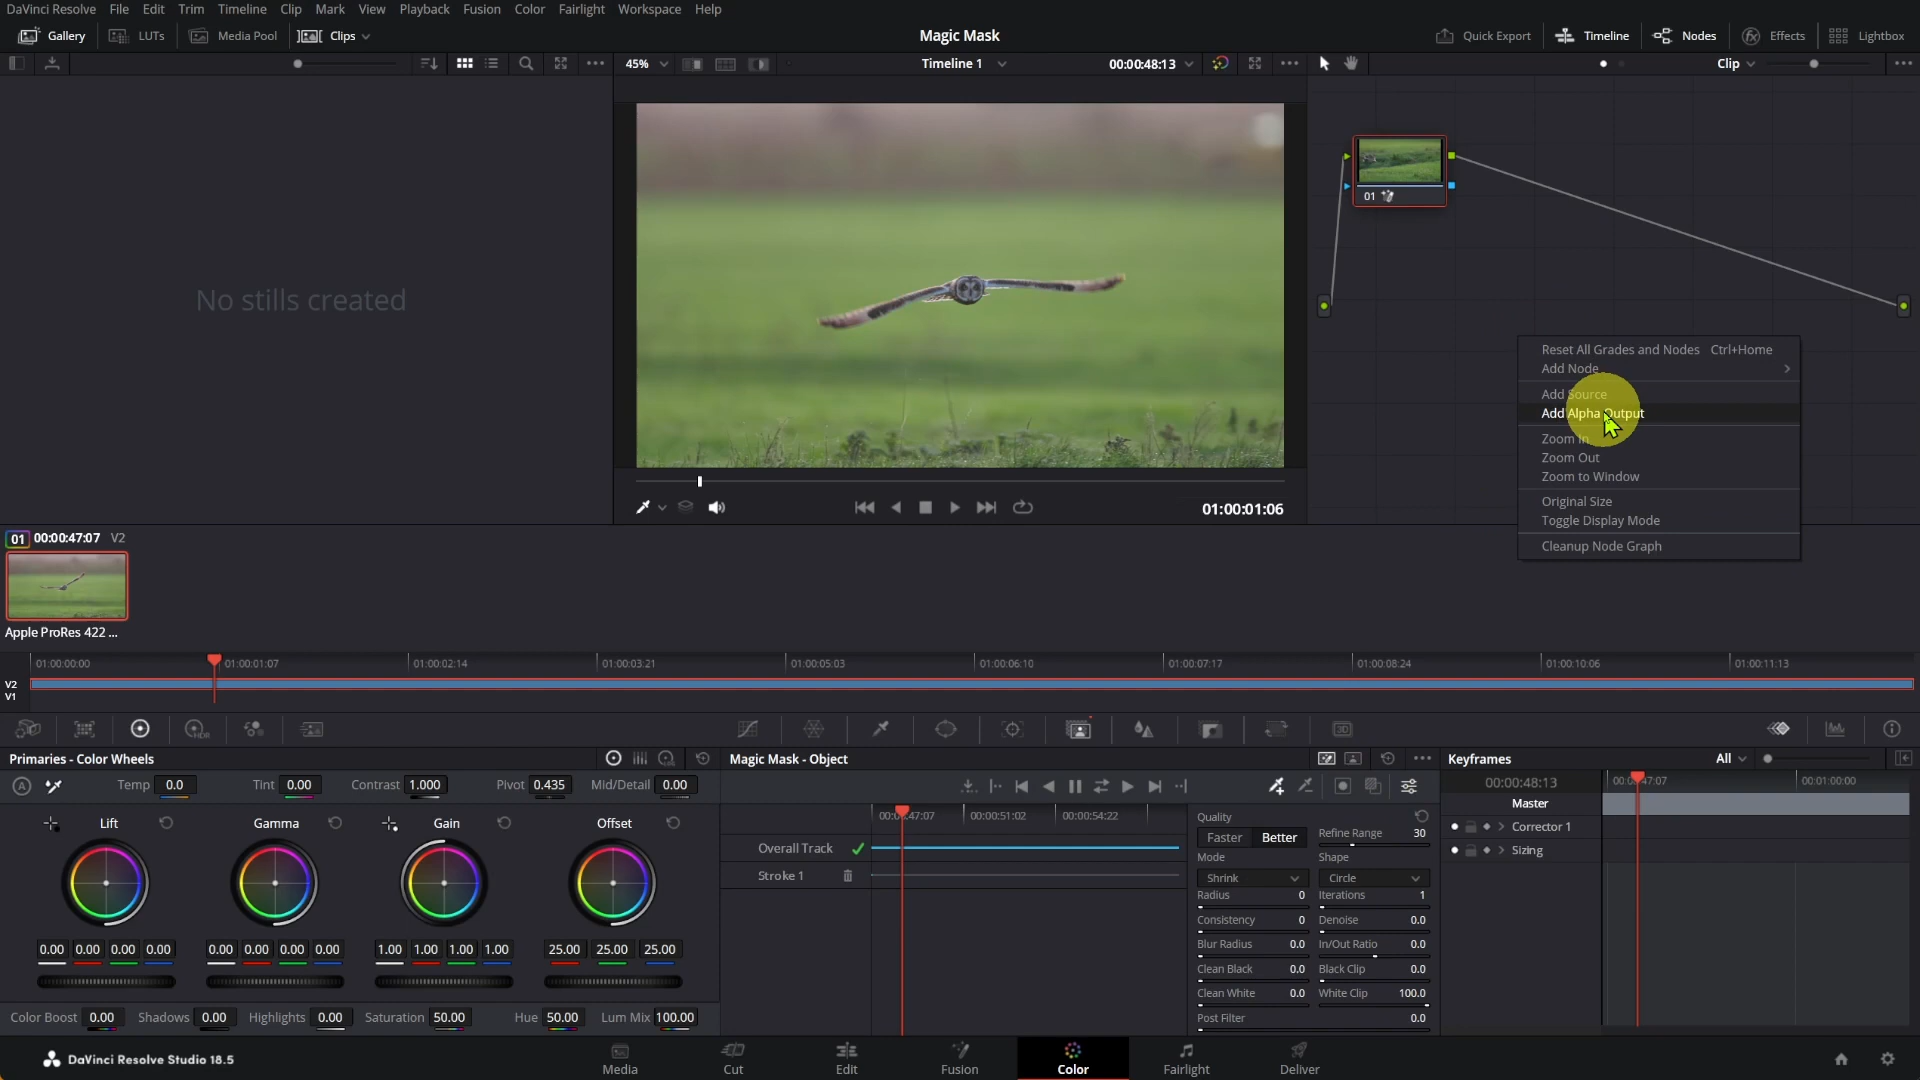 DaVinci Resolve File Edit Trim Timeline Clip Mark View Playback Fusion Color Fairlight Workspace Help
Gallery LUTs Media Pool Clips Magic Mask Quick Export Timeline Nodes Effects Lightbox
45% Timeline 1 00:00:48:13 Clip
01
No stills created
Reset All Grades and Nodes Ctrl+Home
Add Node
Add Source
Add Alpha Output
Zoom In
Zoom Out
Zoom to Window
Original Size
Toggle Display Mode
Cleanup Node Graph
01:00:01:06
01 00:00:47:07 V2
Apple ProRes 422 ...
01:00:00:00 01:00:01:07 01:00:02:14 01:00:03:21 01:00:05:03 01:00:06:10 01:00:07:17 01:00:08:24 01:00:10:06 01:00:11:13
V2
V1
HDR
3D
Primaries - Color Wheels
A Temp 0.0 Tint 0.00 Contrast 1.000 Pivot 0.435 Mid/Detail 0.00
Lift Gamma Gain Offset
0.00 0.00 0.00 0.00 0.00 0.00 0.00 0.00 1.00 1.00 1.00 1.00 25.00 25.00 25.00
Color Boost 0.00 Shadows 0.00 Highlights 0.00 Saturation 50.00 Hue 50.00 Lum Mix 100.00
Magic Mask - Object
00:00:51:02 00:00:54:22
Overall Track
Stroke 1
Quality
Faster Better Refine Range 30
Mode Shape
Shrink Circle
Radius 0 Iterations 1
Consistency 0 Denoise 0.0
Blur Radius 0.0 In/Out Ratio 0.0
Clean Black 0.0 Black Clip 0.0
Clean White 0.0 White Clip 100.0
Post Filter 0.0
Keyframes All
00:00:48:13 00:01:00:00
Master
Corrector 1
Sizing
DaVinci Resolve Studio 18.5
Media Cut Edit Fusion Color Fairlight Deliver